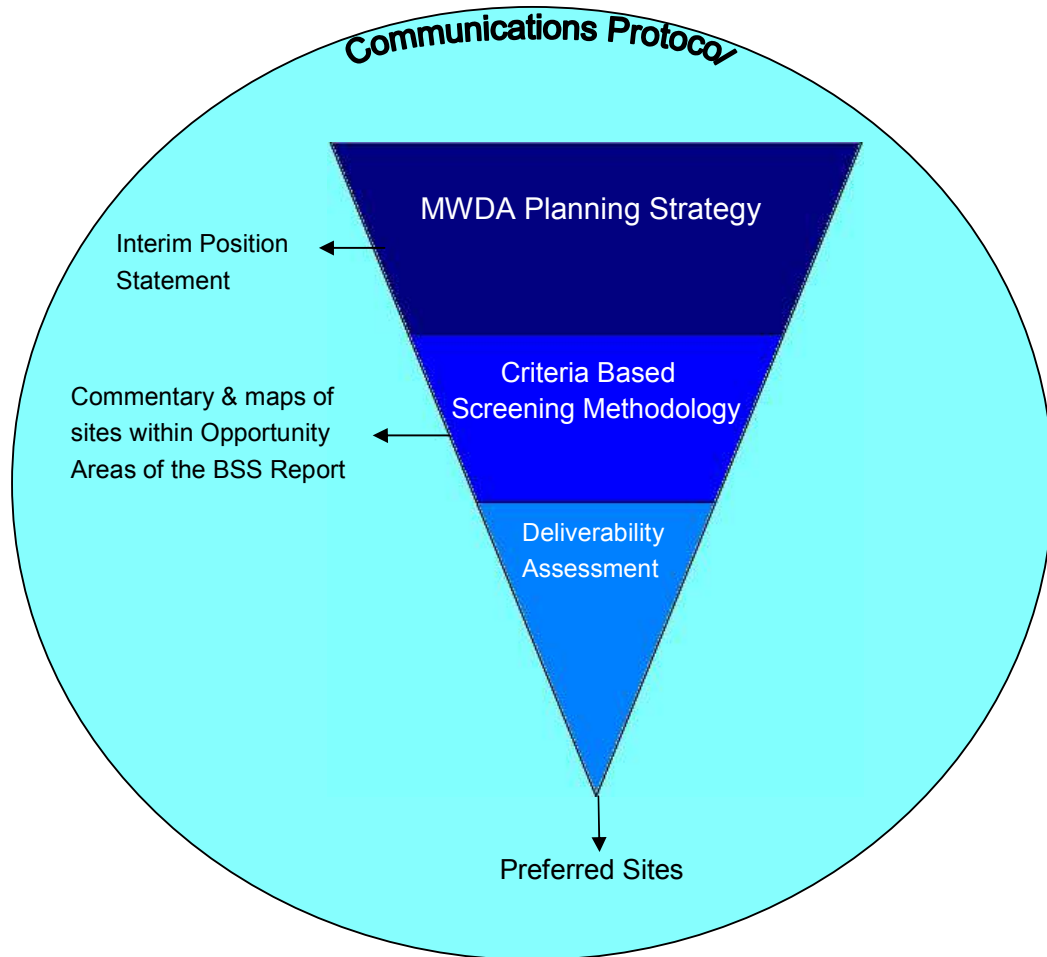 Communications Protocol
MWDA Planning Strategy
Interim Position
Statement
Criteria Based
Screening Methodology
Commentary & maps of
sites within Opportunity
Areas of the BSS Report
Deliverability
Assessment
Preferred Sites